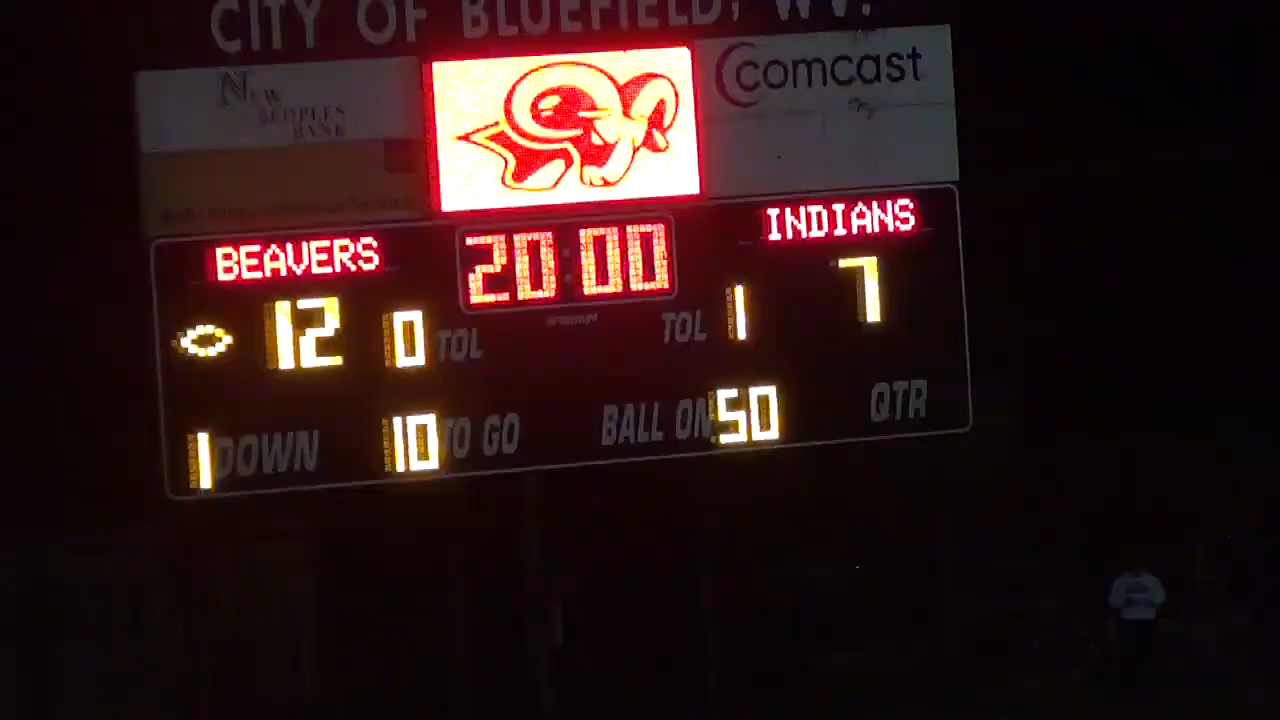 CITY OF BLUEFIELD, WV.
NEW
PEOPLES
BANK
comcast
BEAVERS
20:00
INDIANS
12
0 TOL
TOL 1
7
1 DOWN
10 TO GO
BALL ON 50
QTR